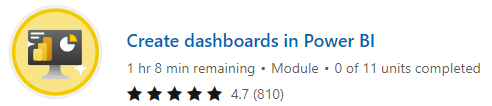 Create dashboards in Power BI
1 hr 8 min remaining • Module • 0 of 11 units completed
4.7 (810)